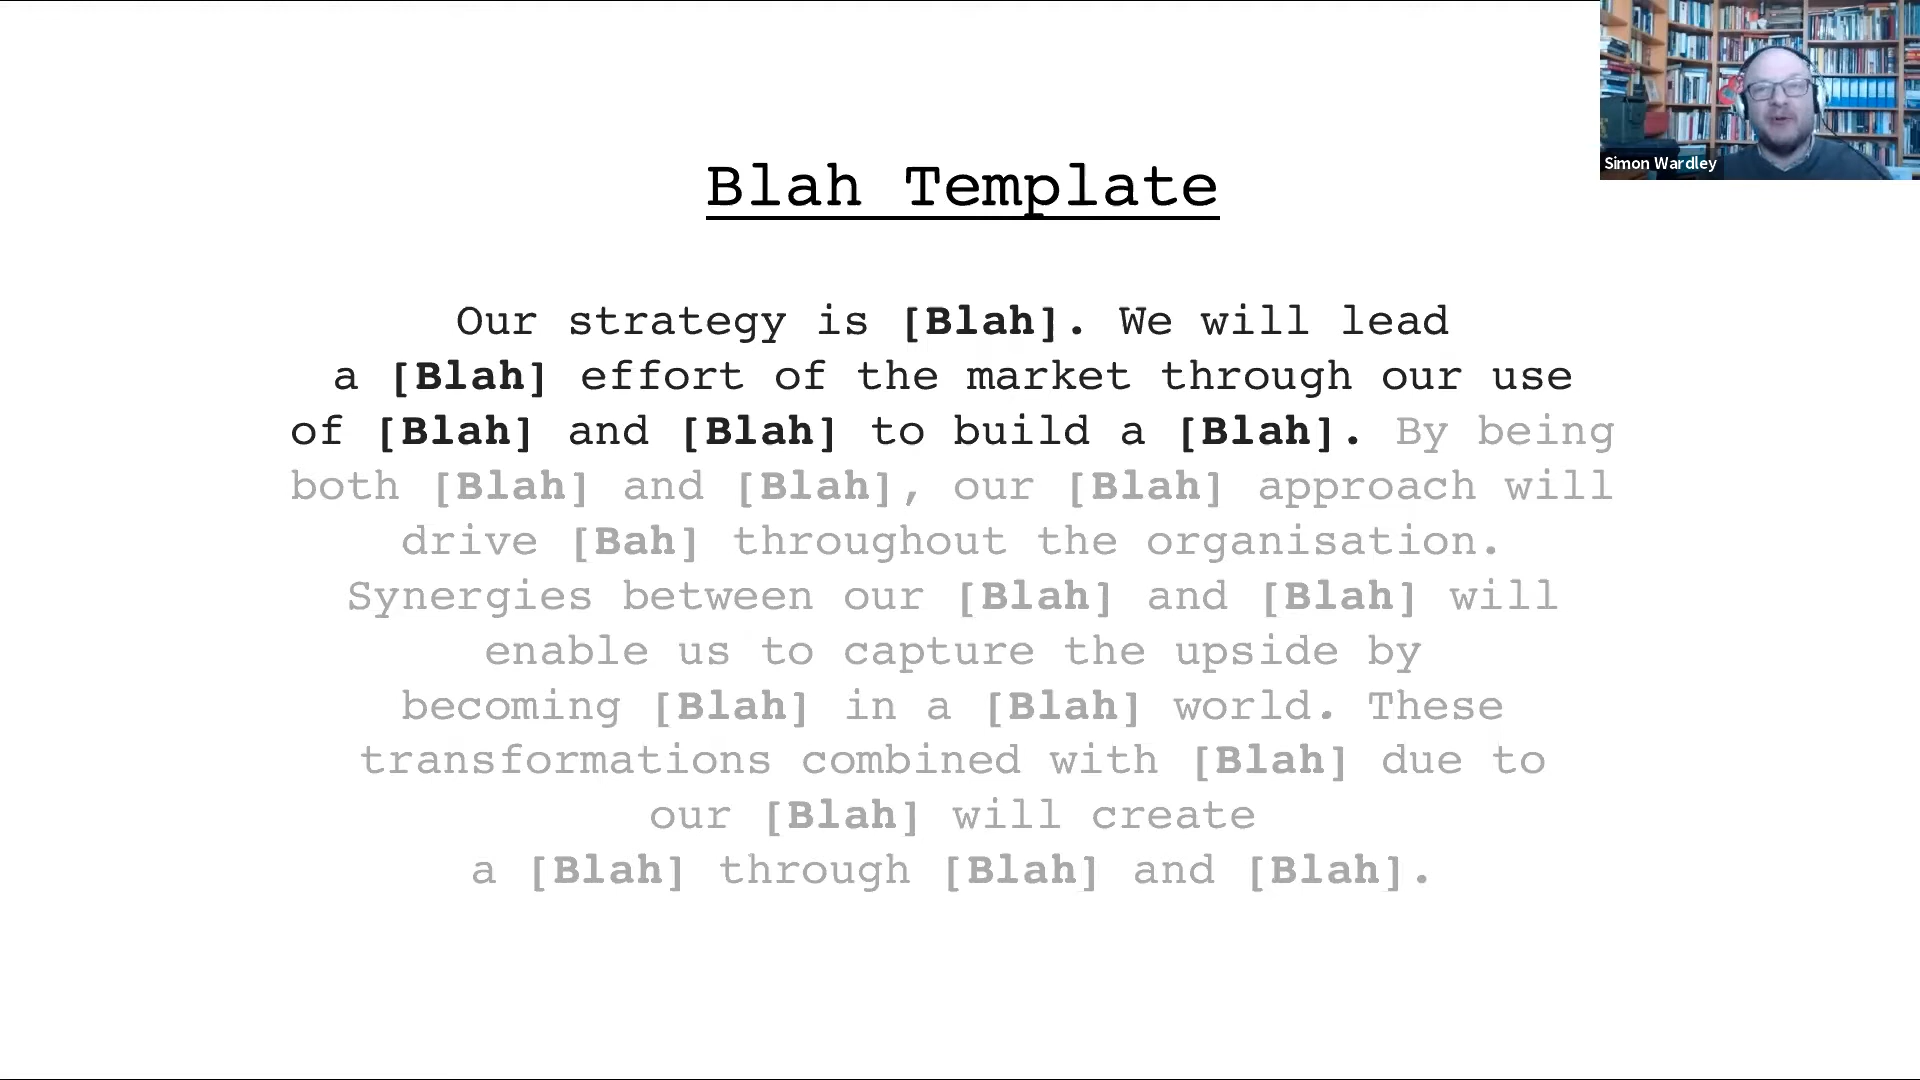 Simon Wardley
Blah Template
Our strategy is [Blah]. We will lead
a [Blah] effort of the market through our use
of [Blah] and [Blah] to build a [Blah]. By being
both [Blah] and [Blah], our [Blah] approach will
drive [Bah] throughout the organisation.
Synergies between our [Blah] and [Blah] will
enable us to capture the upside by
becoming [Blah] in a [Blah] world. These
transformations combined with [Blah] due to
our [Blah] will create
a [Blah] through [Blah] and [Blah].